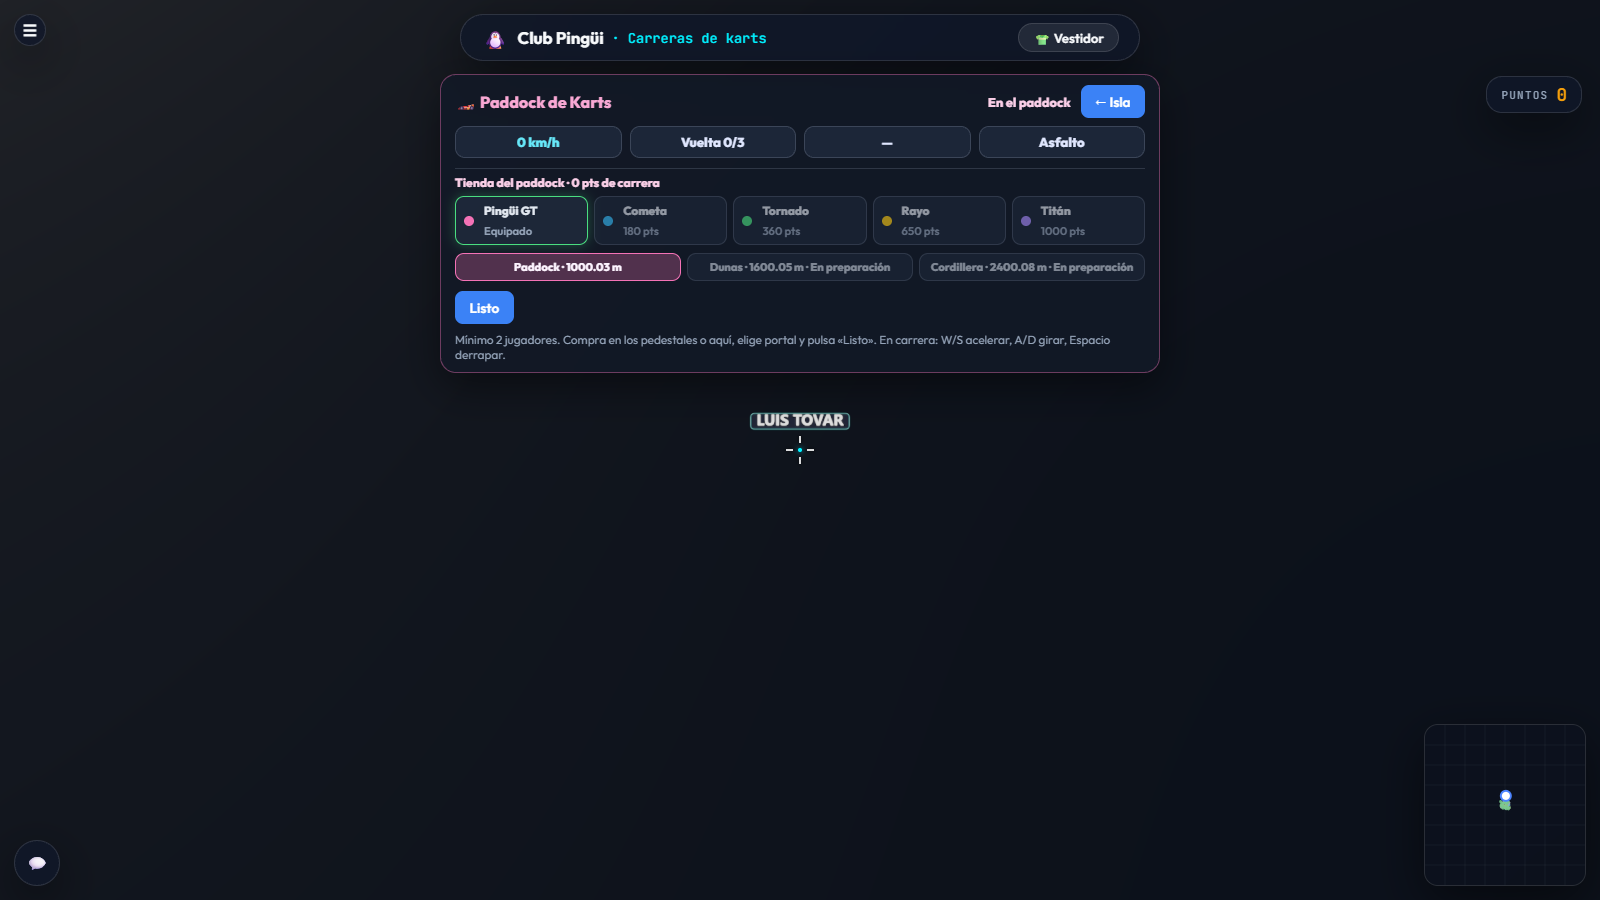 Club Pingüi · Carreras de karts
Vestidor
PUNTOS 0
Paddock de Karts
En el paddock
← Isla
0 km/h
Vuelta 0/3
—
Asfalto
Tienda del paddock · 0 pts de carrera
Pingüi GT
Equipado
Cometa
180 pts
Tornado
360 pts
Rayo
650 pts
Titán
1000 pts
Paddock · 1000.03 m
Dunas · 1600.05 m · En preparación
Cordillera · 2400.08 m · En preparación
Listo
Mínimo 2 jugadores. Compra en los pedestales o aquí, elige portal y pulsa «Listo». En carrera: W/S acelerar, A/D girar, Espacio
derrapar.
LUIS TOVAR